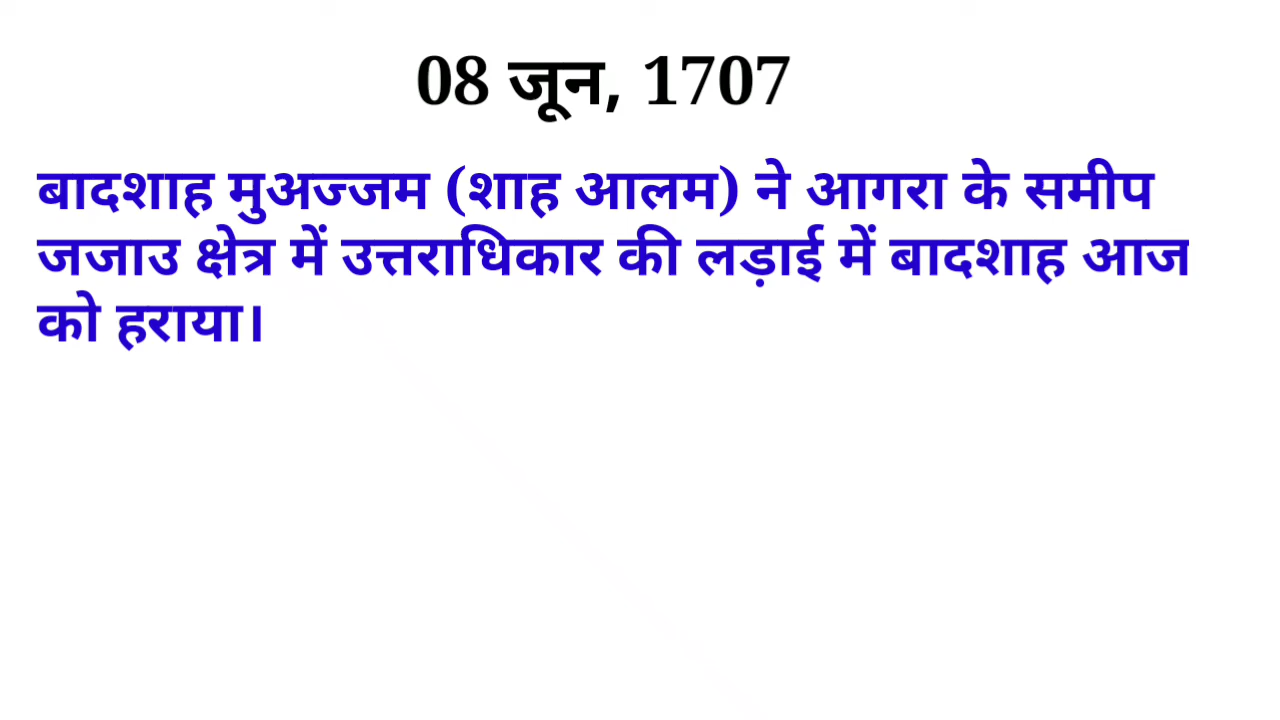 08 जून, 1707
बादशाह मुअज्जम (शाह आलम) ने आगरा के समीप
जजाउ क्षेत्र में उत्तराधिकार की लड़ाई में बादशाह आज
को हराया।